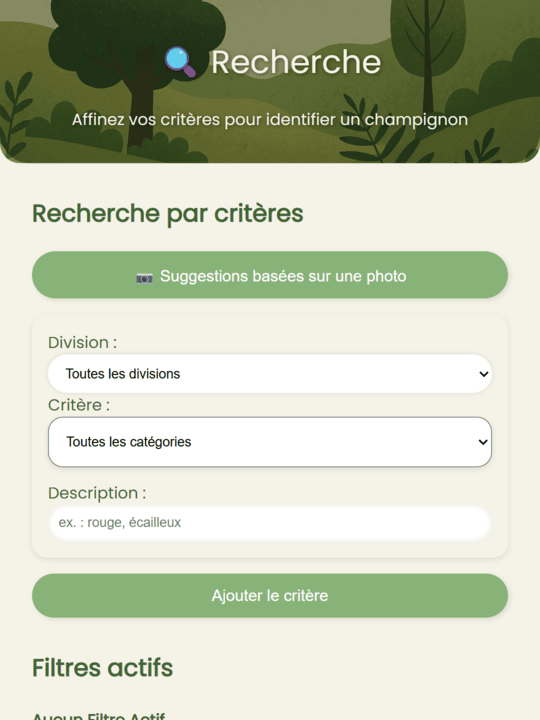 Recherche
Affinez vos critères pour identifier un champignon
Recherche par critères
Suggestions basées sur une photo
Division :
Toutes les divisions
Critère :
Toutes les catégories
Description :
ex. : rouge, écailleux
Ajouter le critère
Filtres actifs
Aucun Filtre Actif